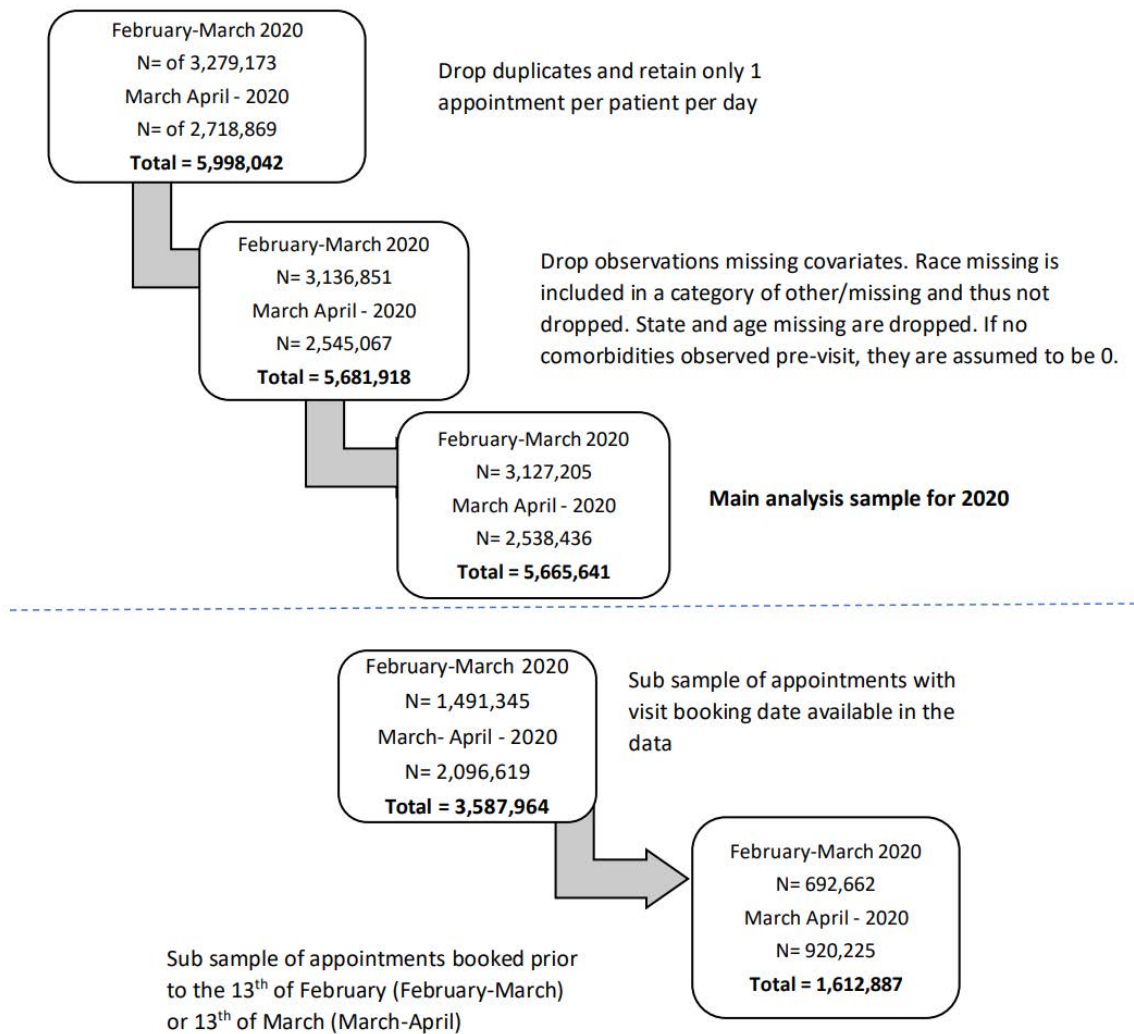 February-March 2020
N= of 3,279,173
March April - 2020
N= of 2,718,869
Total = 5,998,042
Drop duplicates and retain only 1
appointment per patient per day
February-March 2020
N= 3,136,851
March April - 2020
N= 2,545,067
Total = 5,681,918
Drop observations missing covariates. Race missing is
included in a category of other/missing and thus not
dropped. State and age missing are dropped. If no
comorbidities observed pre-visit, they are assumed to be 0.
February-March 2020
N= 3,127,205
March April - 2020
N= 2,538,436
Total = 5,665,641
Main analysis sample for 2020
February-March 2020
N= 1,491,345
March- April - 2020
N= 2,096,619
Total = 3,587,964
Sub sample of appointments with
visit booking date available in the
data
February-March 2020
N= 692,662
March April - 2020
N= 920,225
Total = 1,612,887
Sub sample of appointments booked prior
to the 13th of February (February-March)
or 13th of March (March-April)